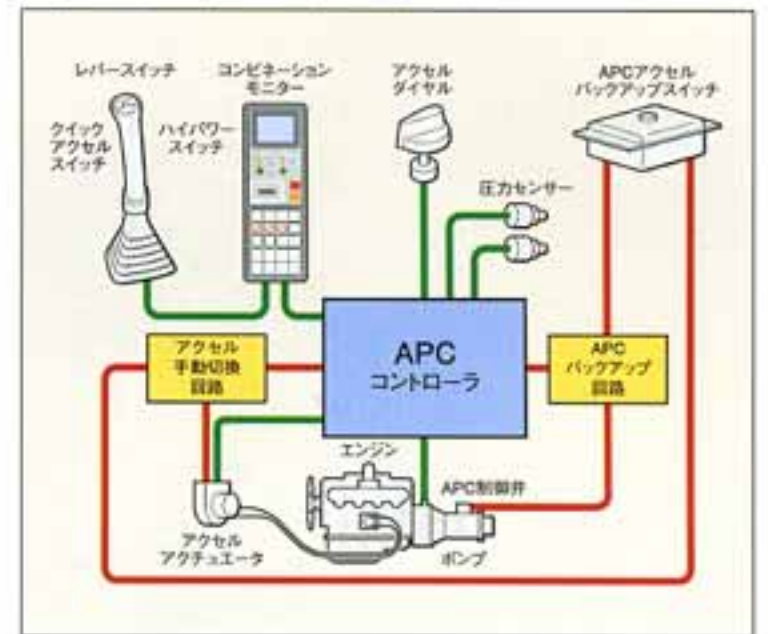 レバースイッチ
コンビネーション
モニター
アクセル
ダイヤル
APCアクセル
バックアップスイッチ
クイック
アクセル
スイッチ
ハイパワー
スイッチ
圧力センサー
アクセル
手動切換
回路
APC
コントローラ
APC
バックアップ
回路
エンジン
APC制御弁
アクセル
アクチュエータ
ポンプ